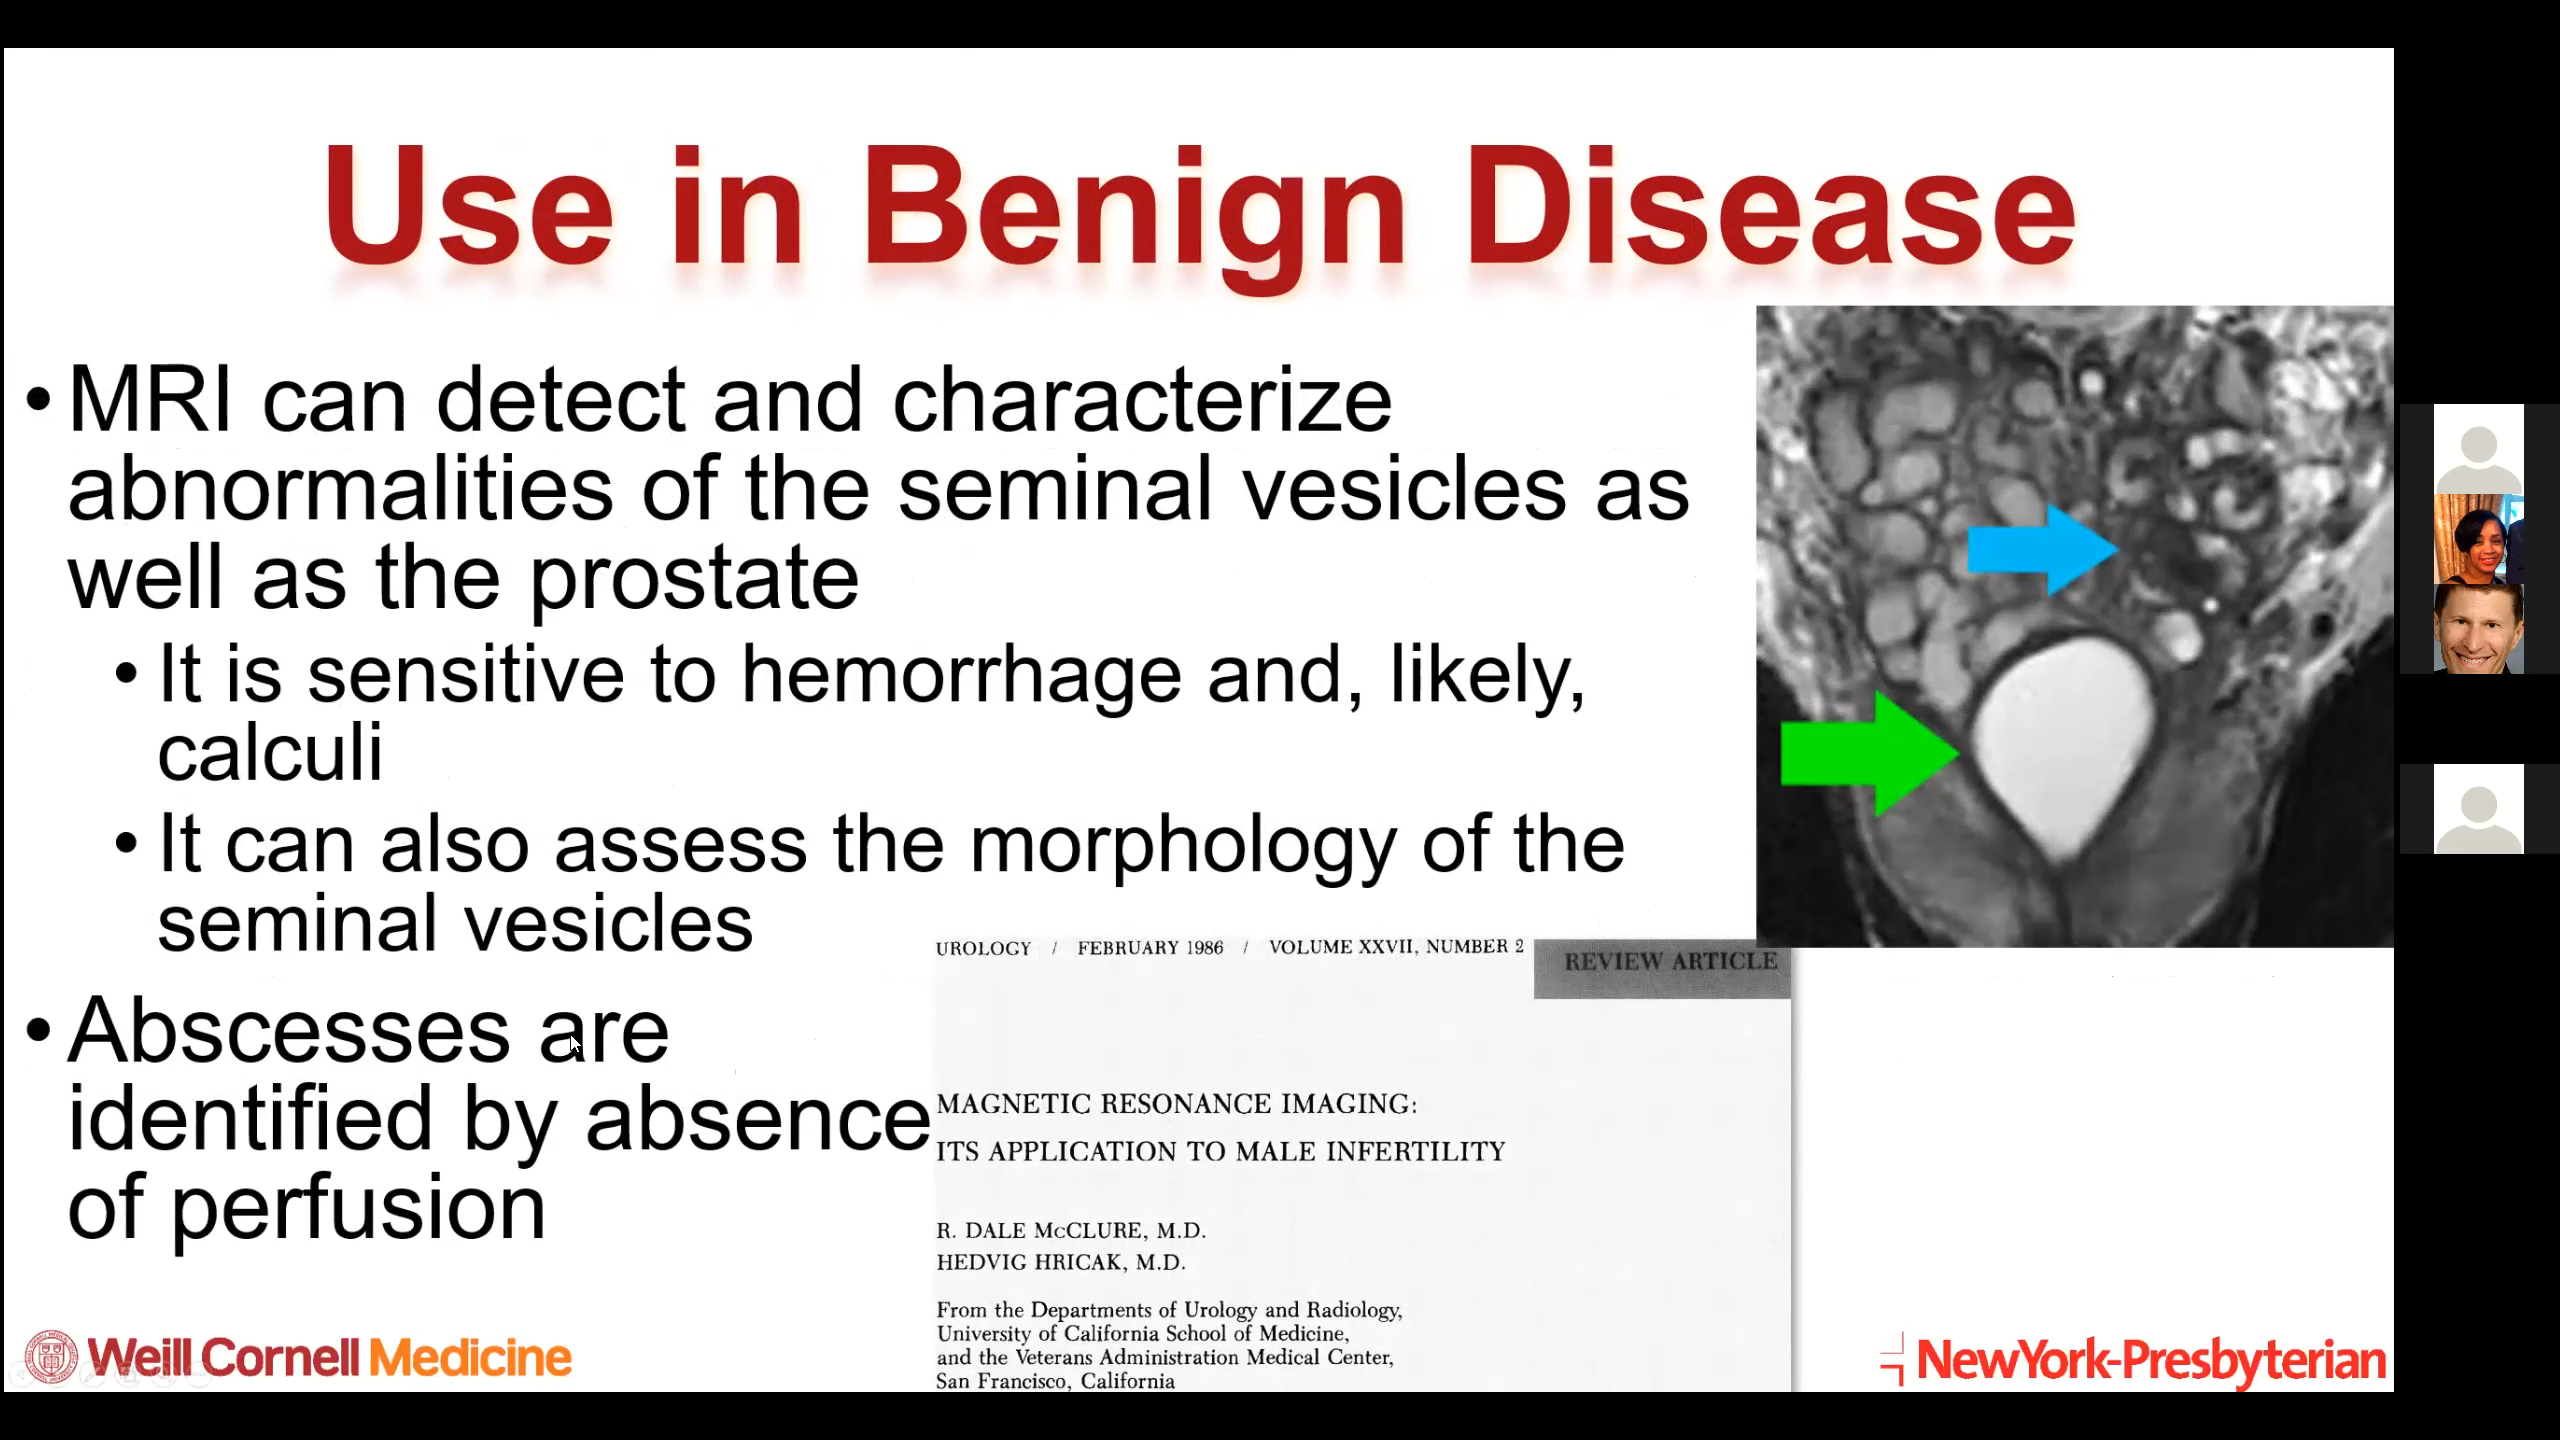 Use in Benign Disease
• MRI can detect and characterize
abnormalities of the seminal vesicles as
well as the prostate
• It is sensitive to hemorrhage and, likely,
calculi
• It can also assess the morphology of the
seminal vesicles
• Abscesses are
identified by absence
of perfusion
UROLOGY / FEBRUARY 1986 / VOLUME XXVII, NUMBER 2
REVIEW ARTICLE
MAGNETIC RESONANCE IMAGING:
ITS APPLICATION TO MALE INFERTILITY
R. DALE McCLURE, M.D.
HEDVIG HRICAK, M.D.
From the Departments of Urology and Radiology,
University of California School of Medicine,
and the Veterans Administration Medical Center,
San Francisco, California
Weill Cornell Medicine
NewYork-Presbyterian